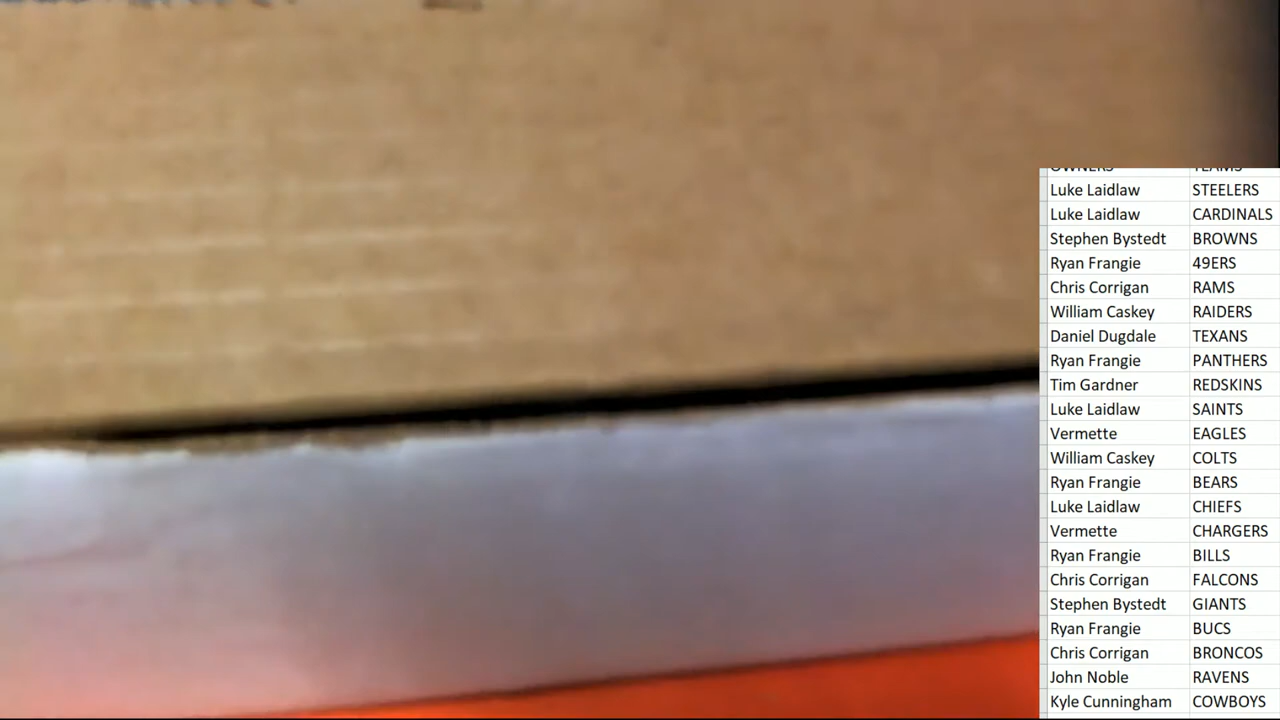 OWNERS TEAMS
Luke Laidlaw STEELERS
Luke Laidlaw CARDINALS
Stephen Bystedt BROWNS
Ryan Frangie 49ERS
Chris Corrigan RAMS
William Caskey RAIDERS
Daniel Dugdale TEXANS
Ryan Frangie PANTHERS
Tim Gardner REDSKINS
Luke Laidlaw SAINTS
Vermette EAGLES
William Caskey COLTS
Ryan Frangie BEARS
Luke Laidlaw CHIEFS
Vermette CHARGERS
Ryan Frangie BILLS
Chris Corrigan FALCONS
Stephen Bystedt GIANTS
Ryan Frangie BUCS
Chris Corrigan BRONCOS
John Noble RAVENS
Kyle Cunningham COWBOYS